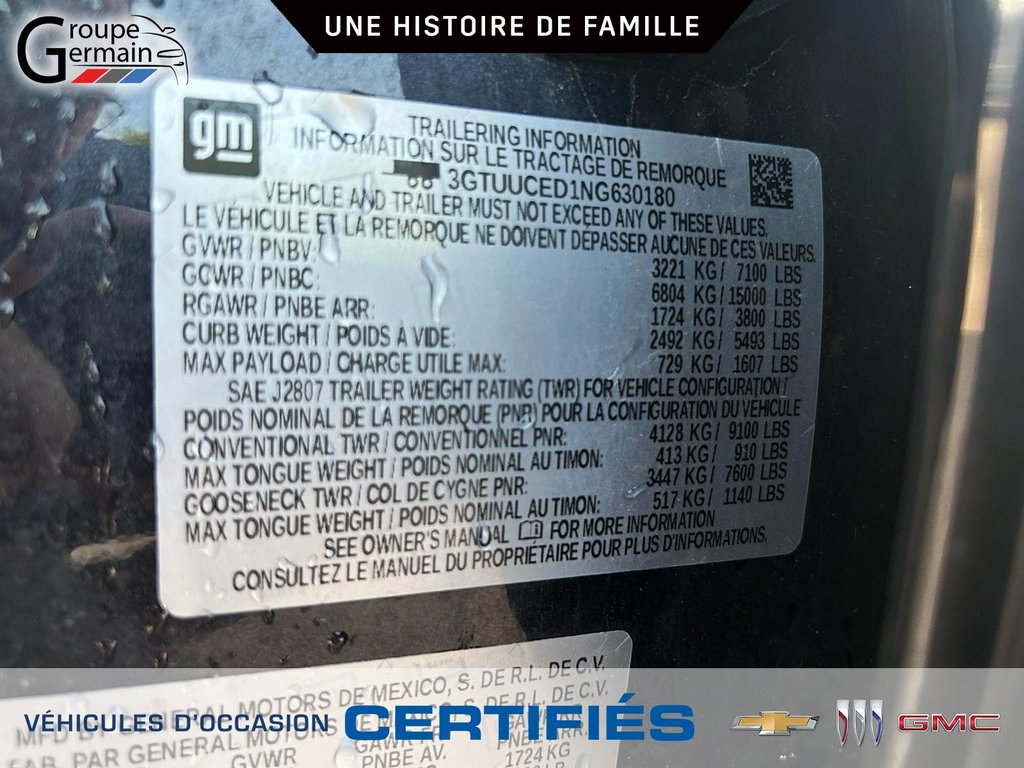 Groupe
Germain
UNE HISTOIRE DE FAMILLE
gm
TRAILERING INFORMATION
INFORMATION SUR LE TRACTAGE DE REMORQUE
3GTUUCED1NG630180
VEHICLE AND TRAILER MUST NOT EXCEED ANY OF THESE VALUES.
LE VÉHICULE ET LA REMORQUE NE DOIVENT DÉPASSER AUCUNE DE CES VALEURS.
GVWR / PNBV: 3221 KG / 7100 LBS
GCWR / PNBC: 6804 KG / 15000 LBS
RGAWR / PNBE ARR: 1724 KG / 3800 LBS
CURB WEIGHT / POIDS À VIDE: 2492 KG / 5493 LBS
MAX PAYLOAD / CHARGE UTILE MAX: 729 KG / 1607 LBS
SAE J2807 TRAILER WEIGHT RATING (TWR) FOR VEHICLE CONFIGURATION /
POIDS NOMINAL DE LA REMORQUE (PNR) POUR LA CONFIGURATION DU VÉHICULE
CONVENTIONAL TWR / CONVENTIONNEL PNR: 4128 KG / 9100 LBS
MAX TONGUE WEIGHT / POIDS NOMINAL AU TIMON: 413 KG / 910 LBS
GOOSENECK TWR / COL DE CYGNE PNR: 3447 KG / 7600 LBS
MAX TONGUE WEIGHT / POIDS NOMINAL AU TIMON: 517 KG / 1140 LBS
SEE OWNER'S MANUAL FOR MORE INFORMATION
CONSULTEZ LE MANUEL DU PROPRIÉTAIRE POUR PLUS D'INFORMATIONS.
MFD BY GENERAL MOTORS DE MEXICO, S. DE R.L. DE C.V.
FAB. PAR GENERAL MOTORS DE MEXICO, S. DE R.L. DE C.V.
GVWR
PNBE AV.
1724 KG
VÉHICULES D'OCCASION CERTIFIÉS
GMC